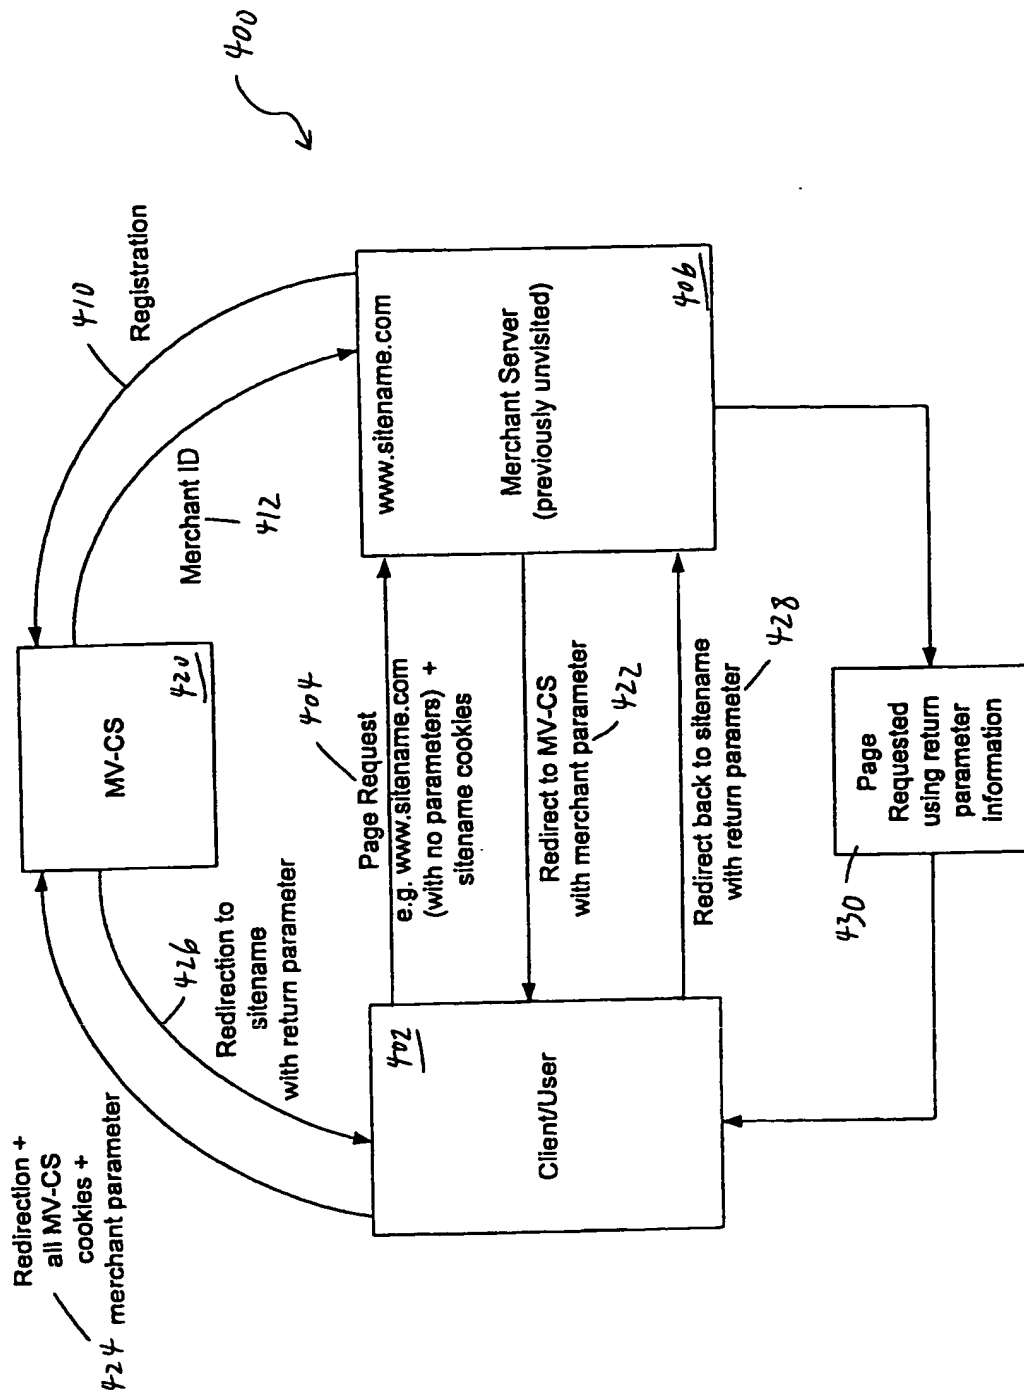 400
410
Registration
Merchant ID
412
MV-CS
420
Redirection +
all MV-CS
cookies +
424 merchant parameter
426
Redirection to
sitename
with return parameter
404
Page Request
e.g. www.sitename.com
(with no parameters) +
sitename cookies
www.sitename.com
Merchant Server
(previously unvisited)
406
402
Client/User
Redirect to MV-CS
with merchant parameter
422
Redirect back to sitename
with return parameter
428
430
Page
Requested
using return
parameter
information